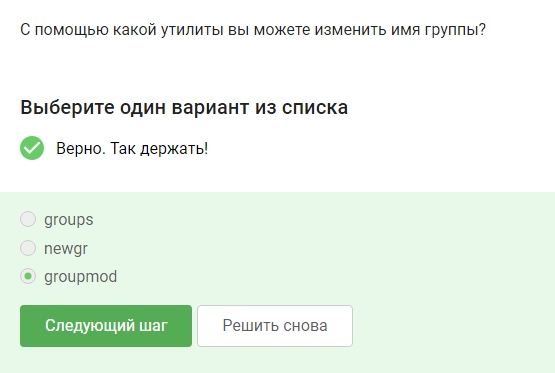 С помощью какой утилиты вы можете изменить имя группы?
Выберите один вариант из списка
Верно. Так держать!
groups
newgr
groupmod
Следующий шаг Решить снова